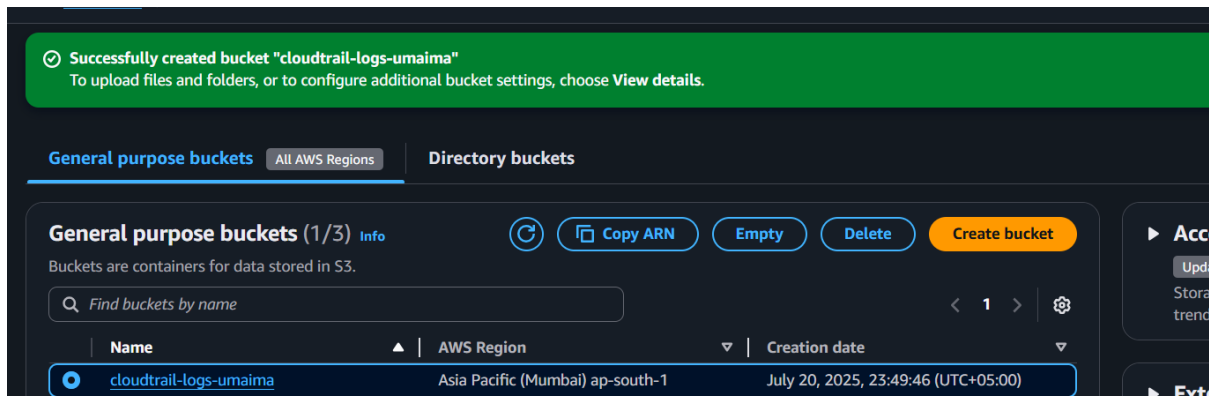 Successfully created bucket "cloudtrail-logs-umaima"
To upload files and folders, or to configure additional bucket settings, choose View details.
General purpose buckets All AWS Regions Directory buckets
General purpose buckets (1/3) Info Copy ARN Empty Delete Create bucket
Buckets are containers for data stored in S3.
Find buckets by name 1
Name AWS Region Creation date
cloudtrail-logs-umaima Asia Pacific (Mumbai) ap-south-1 July 20, 2025, 23:49:46 (UTC+05:00)